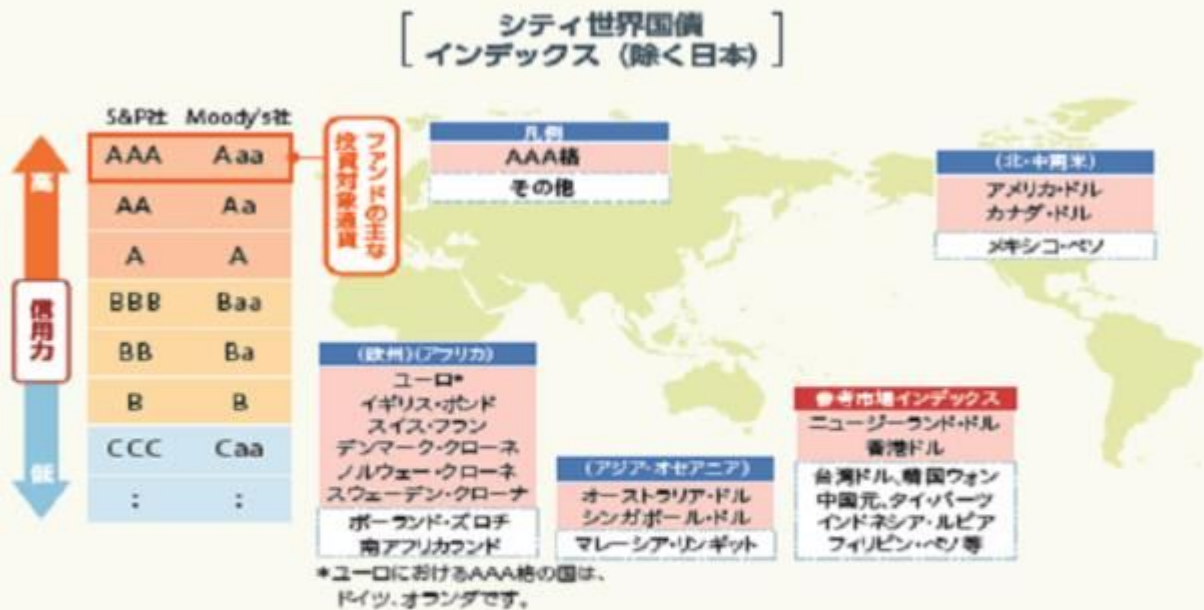 シティ世界国債
インデックス（除く日本）
S&P社 Moody's社
AAA Aaa
AA Aa
A A
BBB Baa
BB Ba
B B
CCC Caa
: :
高
信用力
低
ファンドの主な
投資対象通貨
凡例
AAA格
その他
(北・中南米)
アメリカ・ドル
カナダ・ドル
メキシコ・ペソ
(欧州)(アフリカ)
ユーロ*
イギリス・ポンド
スイス・フラン
デンマーク・クローネ
ノルウェー・クローネ
スウェーデン・クローナ
ポーランド・ズロチ
南アフリカランド
(アジア・オセアニア)
オーストラリア・ドル
シンガポール・ドル
マレーシア・リンギット
参考市場インデックス
ニュージーランド・ドル
香港ドル
台湾ドル、韓国ウォン
中国元、タイ・バーツ
インドネシア・ルピア
フィリピン・ペソ等
*ユーロにおけるAAA格の国は、
ドイツ、オランダです。